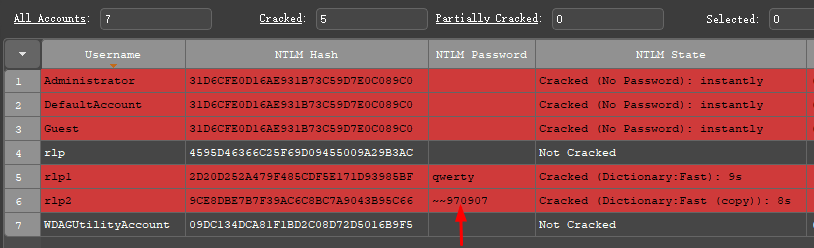 All Accounts: 7 Cracked: 5 Partially Cracked: 0 Selected: 0
Username NTLM Hash NTLM Password NTLM State
1 Administrator 31D6CFE0D16AE931B73C59D7E0C089C0 Cracked (No Password): instantly
2 DefaultAccount 31D6CFE0D16AE931B73C59D7E0C089C0 Cracked (No Password): instantly
3 Guest 31D6CFE0D16AE931B73C59D7E0C089C0 Cracked (No Password): instantly
4 rlp 4595D46366C25F69D09455009A29B3AC Not Cracked
5 rlp1 2D20D252A479F485CDF5E171D93985BF qwerty Cracked (Dictionary:Fast): 9s
6 rlp2 9CE8DBE7B7F39AC6C8BC7A9043B95C66 ~~970907 Cracked (Dictionary:Fast (copy)): 8s
7 WDAGUtilityAccount 09DC134DCA81F1BD2C08D72D5016B9F5 Not Cracked